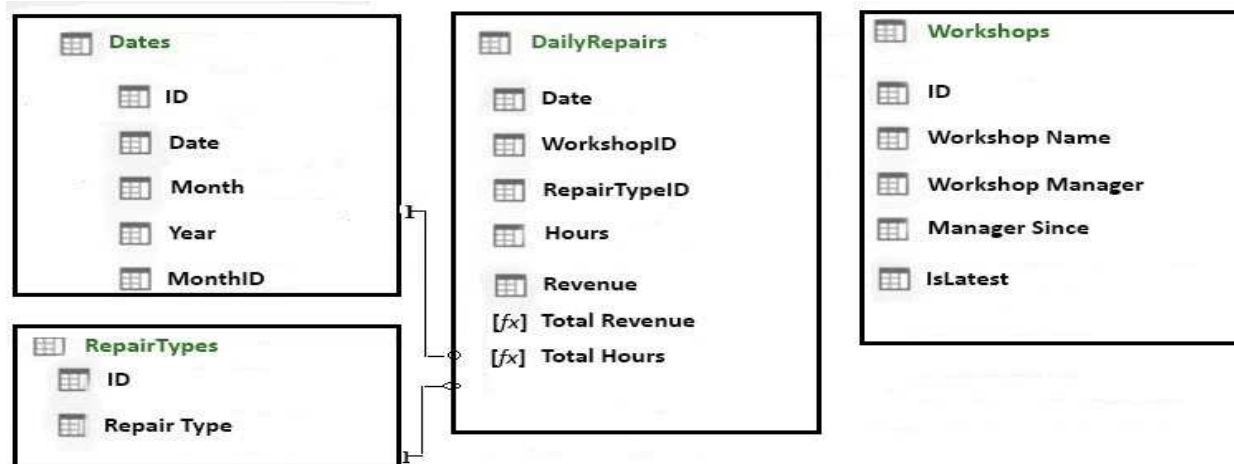 Dates
ID
Date
Month
Year
MonthID
RepairTypes
ID
Repair Type
DailyRepairs
Date
WorkshopID
RepairTypeID
Hours
Revenue
[fx] Total Revenue
[fx] Total Hours
Workshops
ID
Workshop Name
Workshop Manager
Manager Since
IsLatest
1
1